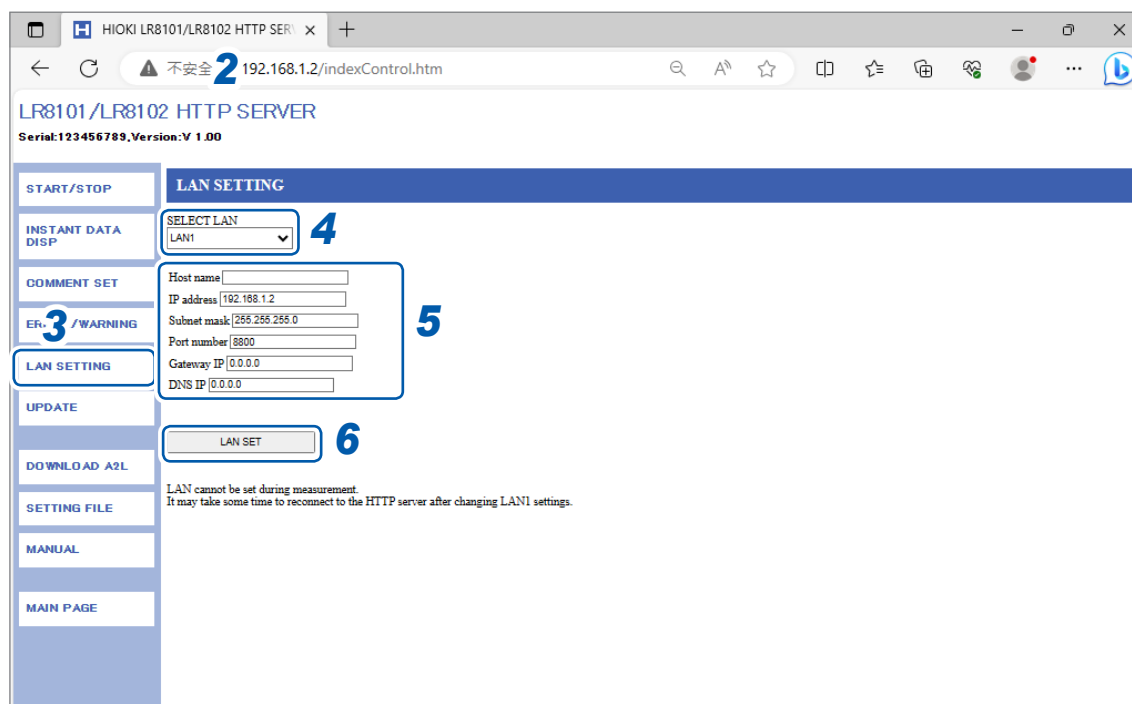 HIOKI LR8101/LR8102 HTTP SER
不安全
2
192.168.1.2/indexControl.htm
LR8101/LR8102 HTTP SERVER
Serial:123456789,Version:V 1.00
START/STOP
INSTANT DATA
DISP
COMMENT SET
3
/WARNING
LAN SETTING
UPDATE
DOWNLOAD A2L
SETTING FILE
MANUAL
MAIN PAGE
LAN SETTING
SELECT LAN
LAN1
4
Host name
IP address 192.168.1.2
Subnet mask 255.255.255.0
Port number 8800
Gateway IP 0.0.0.0
DNS IP 0.0.0.0
5
LAN SET
6
LAN cannot be set during measurement.
It may take some time to reconnect to the HTTP server after changing LAN1 settings.